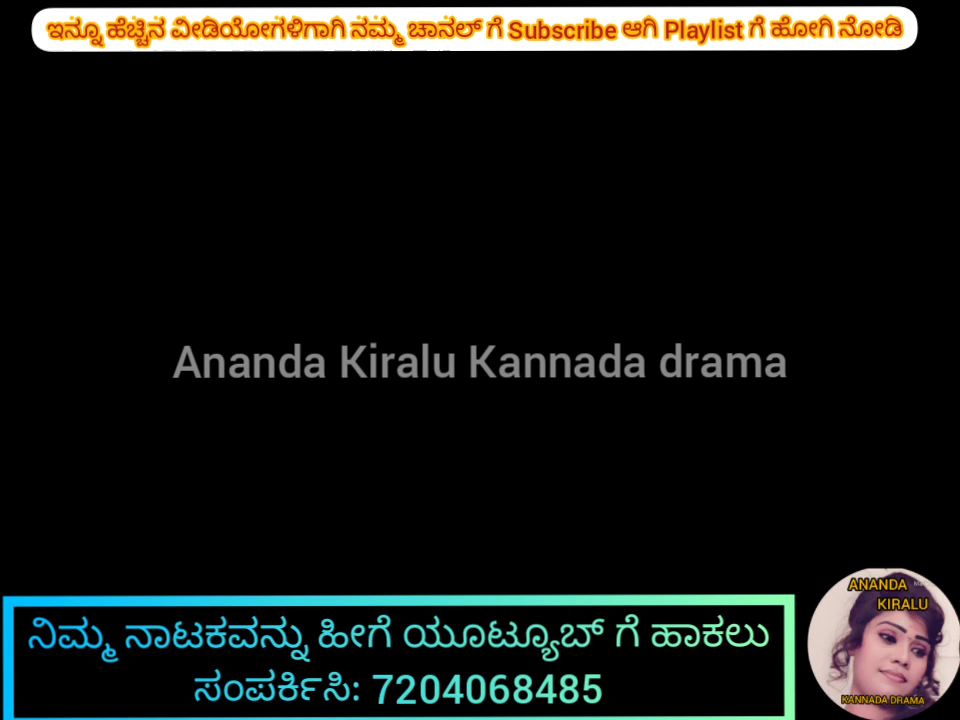 ಇನ್ನೂ ಹೆಚ್ಚಿನ ವೀಡಿಯೋಗಳಿಗಾಗಿ ನಮ್ಮ ಚಾನಲ್ ಗೆ Subscribe ಆಗಿ Playlist ಗೆ ಹೋಗಿ ನೋಡಿ
Ananda Kiralu Kannada drama
ನಿಮ್ಮ ನಾಟಕವನ್ನು ಹೀಗೆ ಯೂಟ್ಯೂಬ್ ಗೆ ಹಾಕಲು
ಸಂಪರ್ಕಿಸಿ: 7204068485
ANANDA
KIRALU
KANNADA DRAMA